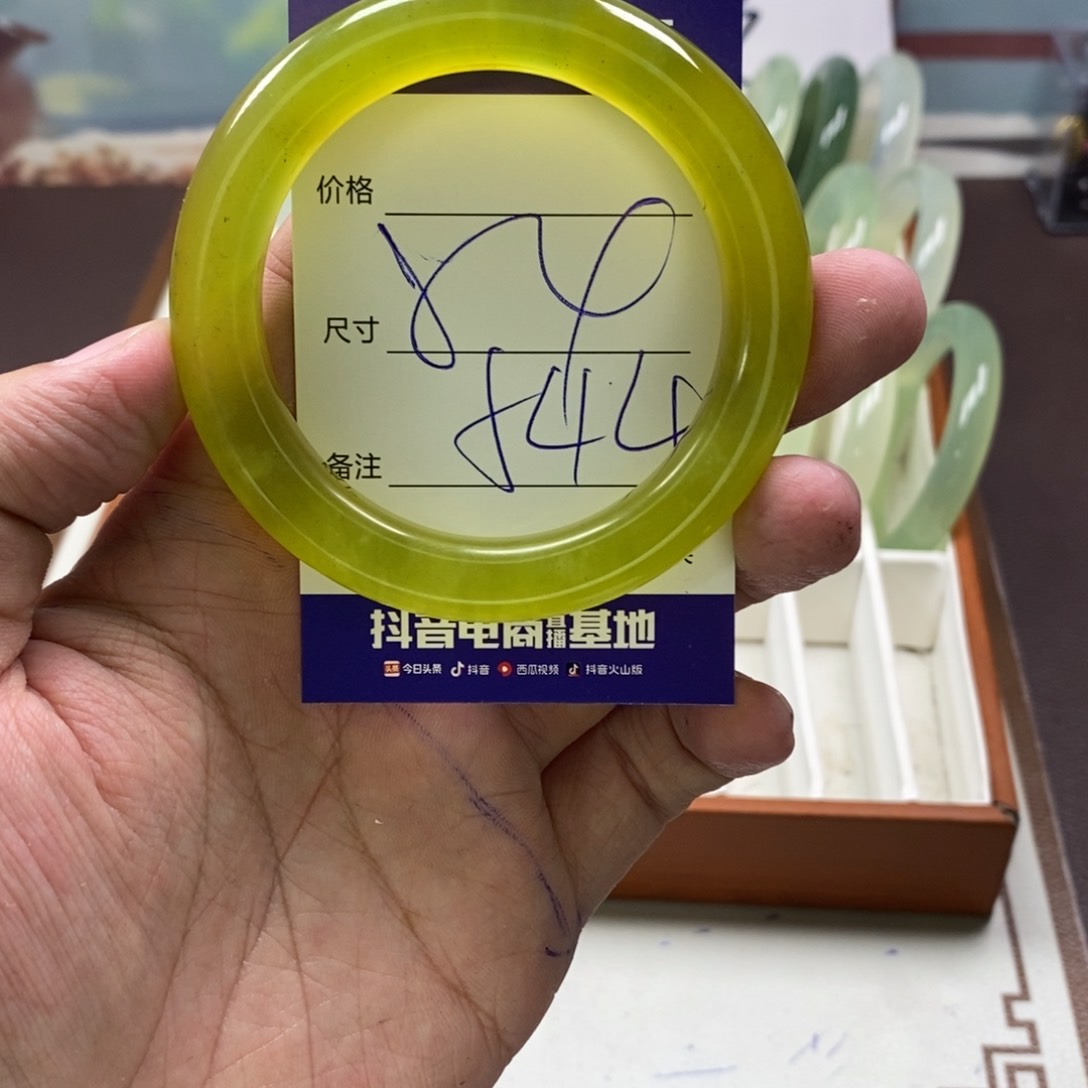 价格
尺寸
844
备注
抖音电商直播基地
今日头条 抖音 西瓜视频 抖音火山版